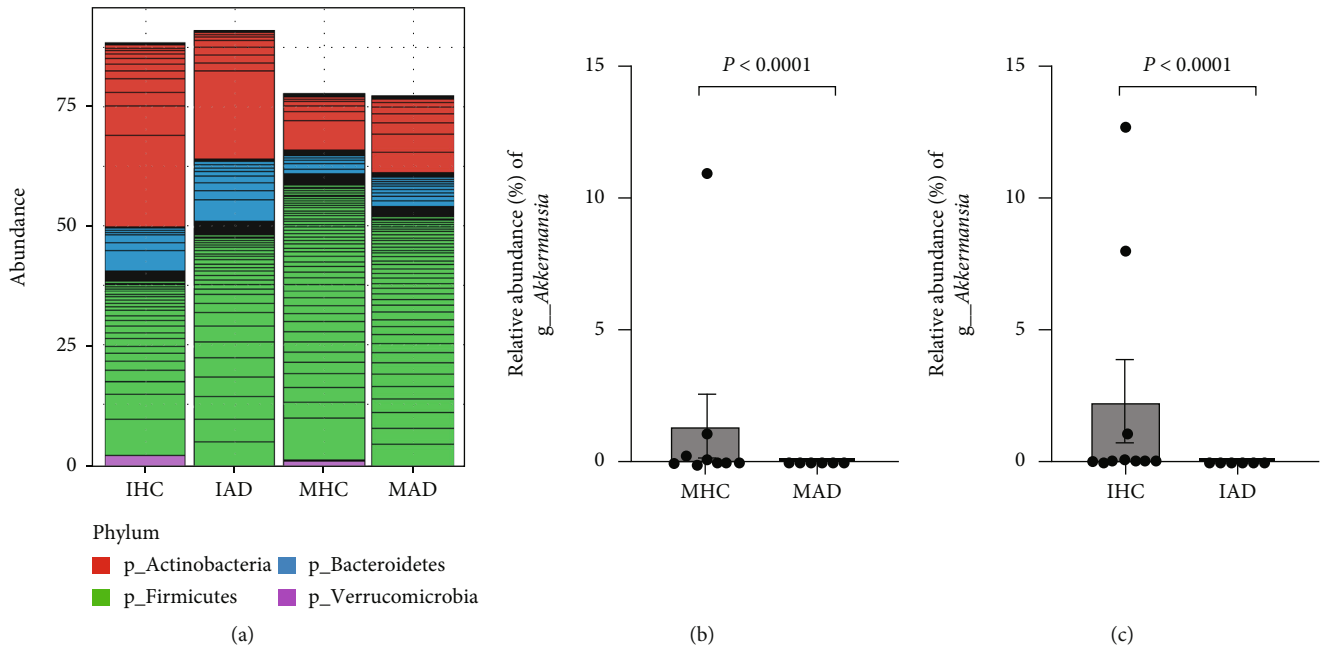 Abundance
75
50
25
0
IHC
IAD
MHC
MAD
Phylum
p_Actinobacteria
p_Bacteroidetes
p_Firmicutes
p_Verrucomicrobia
(a)
Relative abundance (%) of
g__Akkermansia
15
10
5
0
P < 0.0001
MHC
MAD
(b)
Relative abundance (%) of
g__Akkermansia
15
10
5
0
P < 0.0001
IHC
IAD
(c)